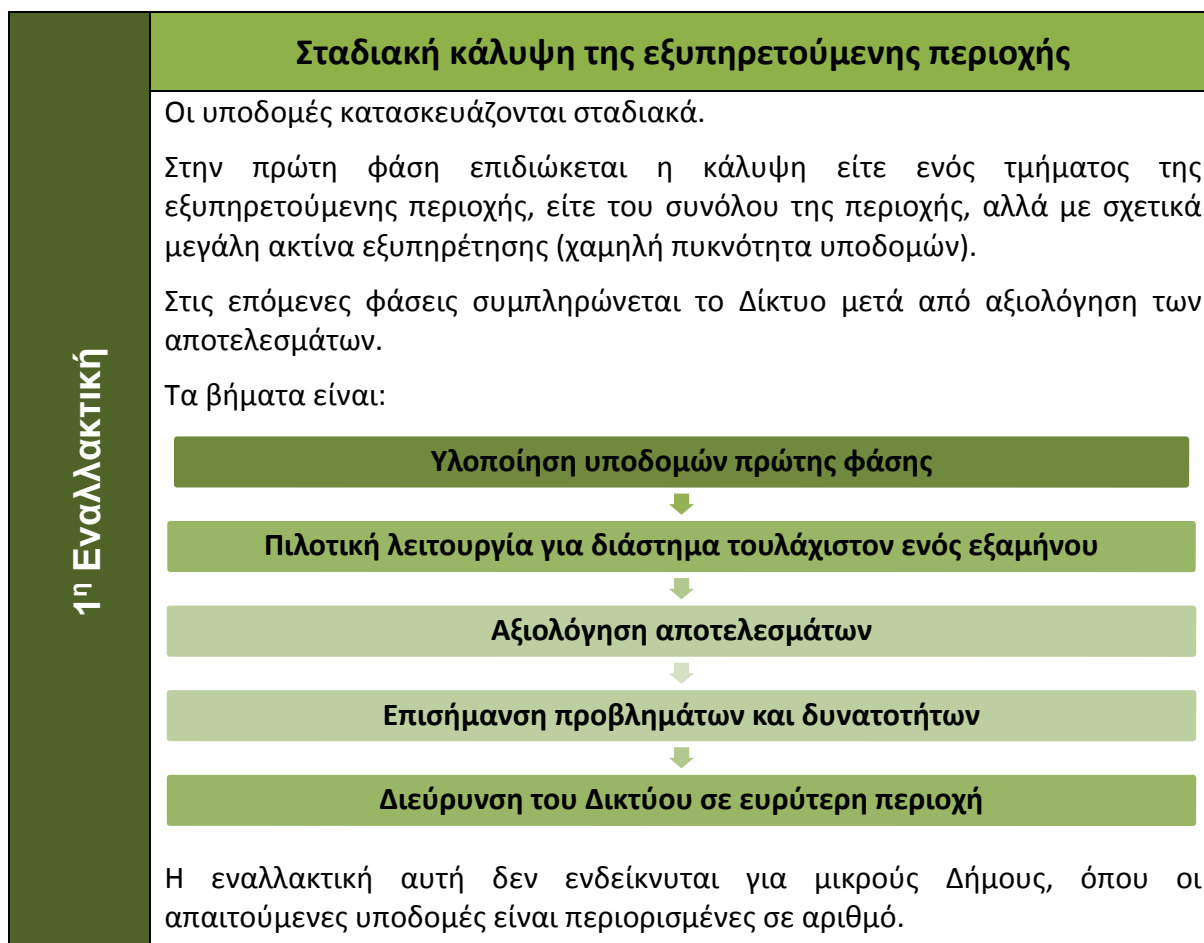 1η Εναλλακτική
Σταδιακή κάλυψη της εξυπηρετούμενης περιοχής
Οι υποδομές κατασκευάζονται σταδιακά.
Στην πρώτη φάση επιδιώκεται η κάλυψη είτε ενός τμήματος της
εξυπηρετούμενης περιοχής, είτε του συνόλου της περιοχής, αλλά με σχετικά
μεγάλη ακτίνα εξυπηρέτησης (χαμηλή πυκνότητα υποδομών).
Στις επόμενες φάσεις συμπληρώνεται το Δίκτυο μετά από αξιολόγηση των
αποτελεσμάτων.
Τα βήματα είναι:
Υλοποίηση υποδομών πρώτης φάσης
Πιλοτική λειτουργία για διάστημα τουλάχιστον ενός εξαμήνου
Αξιολόγηση αποτελεσμάτων
Επισήμανση προβλημάτων και δυνατοτήτων
Διεύρυνση του Δικτύου σε ευρύτερη περιοχή
Η εναλλακτική αυτή δεν ενδείκνυται για μικρούς Δήμους, όπου οι
απαιτούμενες υποδομές είναι περιορισμένες σε αριθμό.